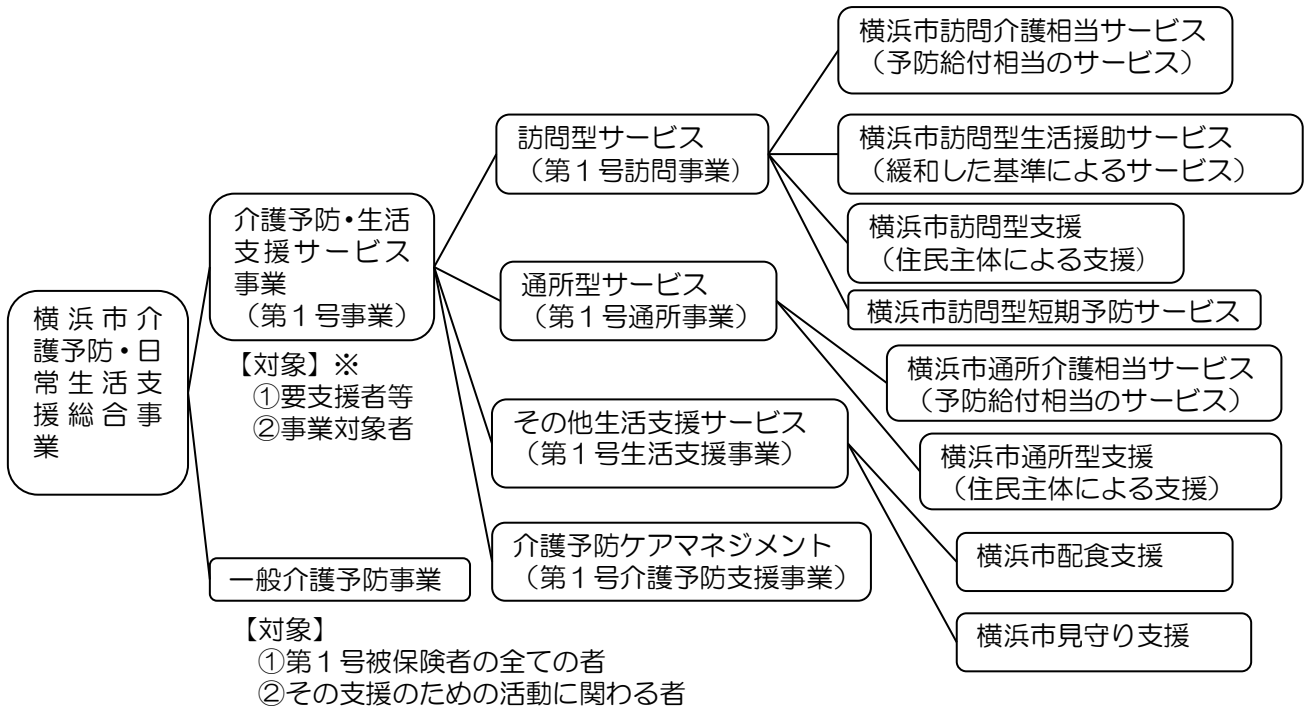 横浜市介
護予防・日
常生活支
援総合事
業
介護予防・生活
支援サービス
事業
（第１号事業）
【対象】※
①要支援者等
②事業対象者
一般介護予防事業
【対象】
①第１号被保険者の全ての者
②その支援のための活動に関わる者
訪問型サービス
（第１号訪問事業）
通所型サービス
（第１号通所事業）
その他生活支援サービス
（第１号生活支援事業）
介護予防ケアマネジメント
（第１号介護予防支援事業）
横浜市訪問介護相当サービス
（予防給付相当のサービス）
横浜市訪問型生活援助サービス
（緩和した基準によるサービス）
横浜市訪問型支援
（住民主体による支援）
横浜市訪問型短期予防サービス
横浜市通所介護相当サービス
（予防給付相当のサービス）
横浜市通所型支援
（住民主体による支援）
横浜市配食支援
横浜市見守り支援